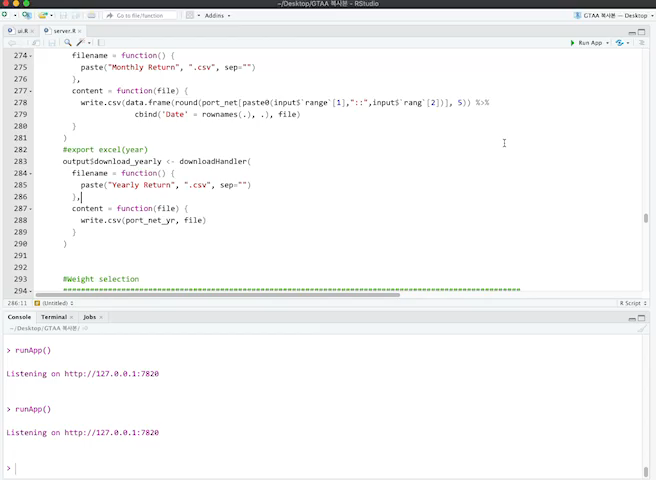 ~/Desktop/GTAA 복사본/ - RStudio
Go to file/function
Addins
GTAA 복사본 — Desktop
ui.R
server.R
Run App
274 filename = function() {
275 paste("Monthly Return", ".csv", sep="")
276 },
277 content = function(file) {
278 write.csv(data.frame(round(port_net[paste0(input$`range`[1],"::",input$`rang`[2])], 5)) %>%
279 cbind('Date' = rownames(.), .), file)
280 }
281 )
282 #export excel(year)
283 output$download_yearly <- downloadHandler(
284 filename = function() {
285 paste("Yearly Return", ".csv", sep="")
286 },
287 content = function(file) {
288 write.csv(port_net_yr, file)
289 }
290 )
291
292
293 #Weight selection
294
286:11 (Untitled) R Script
Console Terminal Jobs
~/Desktop/GTAA 복사본/
> runApp()
Listening on http://127.0.0.1:7820
> runApp()
Listening on http://127.0.0.1:7820
>